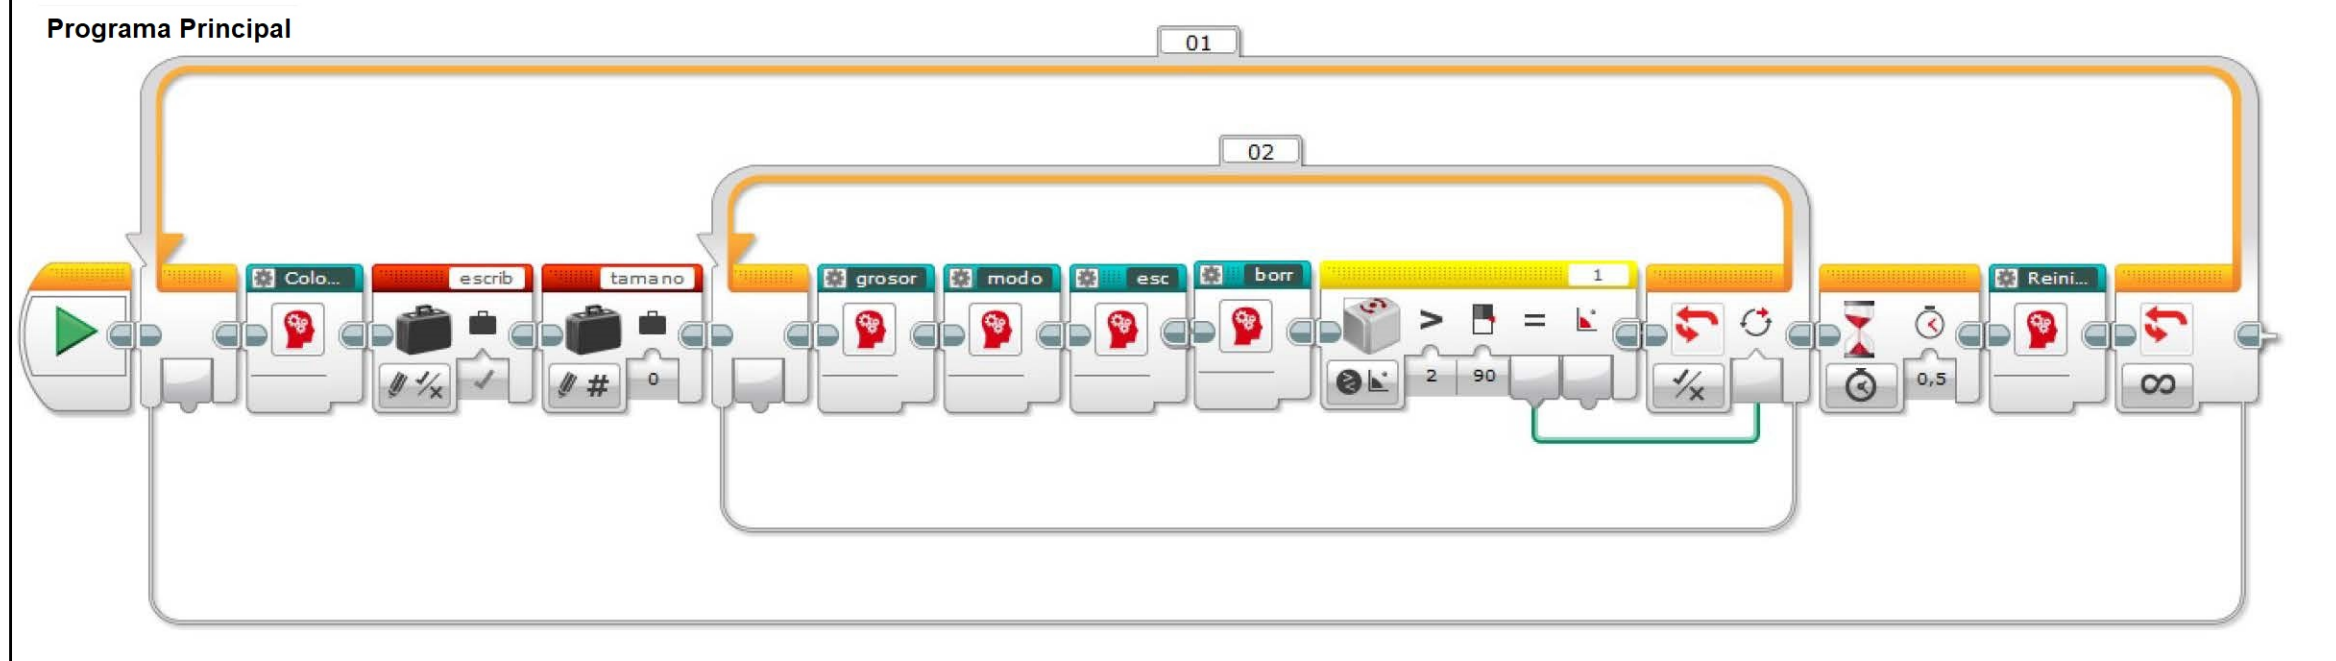 Programa Principal
01
02
Colo...
escrib
tamano
grosor
modo
esc
borr
1
Reini...
> =
#
0
2
90
0,5
∞